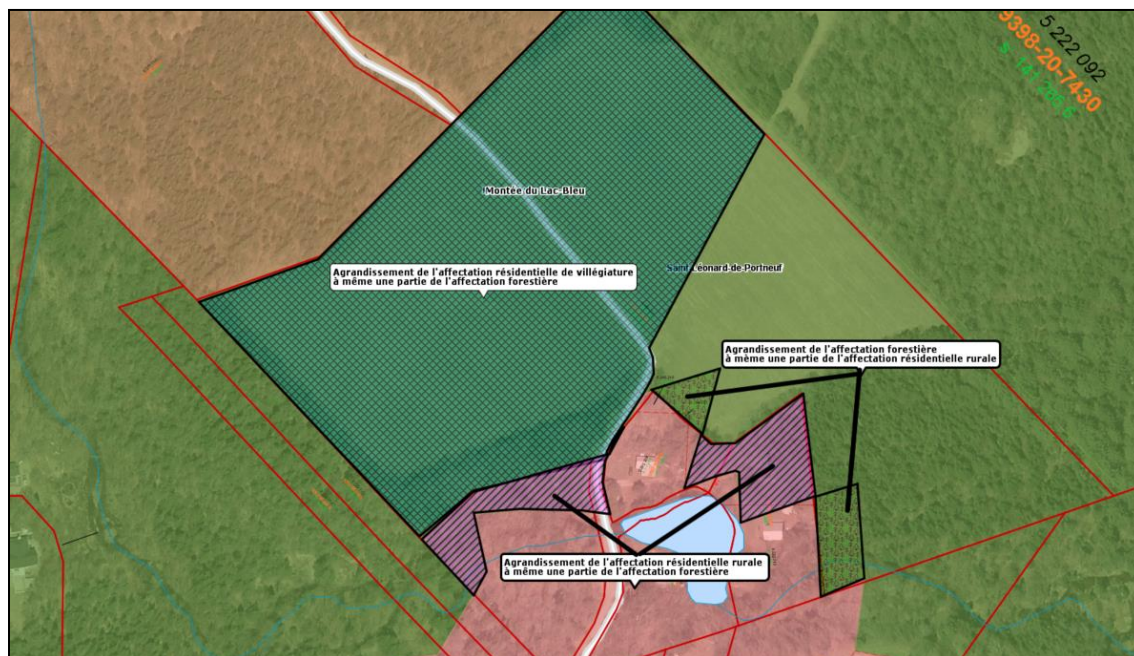 5 222 092
9398-20-7430
Montée du Lac-Bleu
Agrandissement de l'affectation résidentielle de villégiature
à même une partie de l'affectation forestière
Saint-Léonard-de-Portneuf
Agrandissement de l'affectation forestière
à même une partie de l'affectation résidentielle rurale
Agrandissement de l'affectation résidentielle rurale
à même une partie de l'affectation forestière